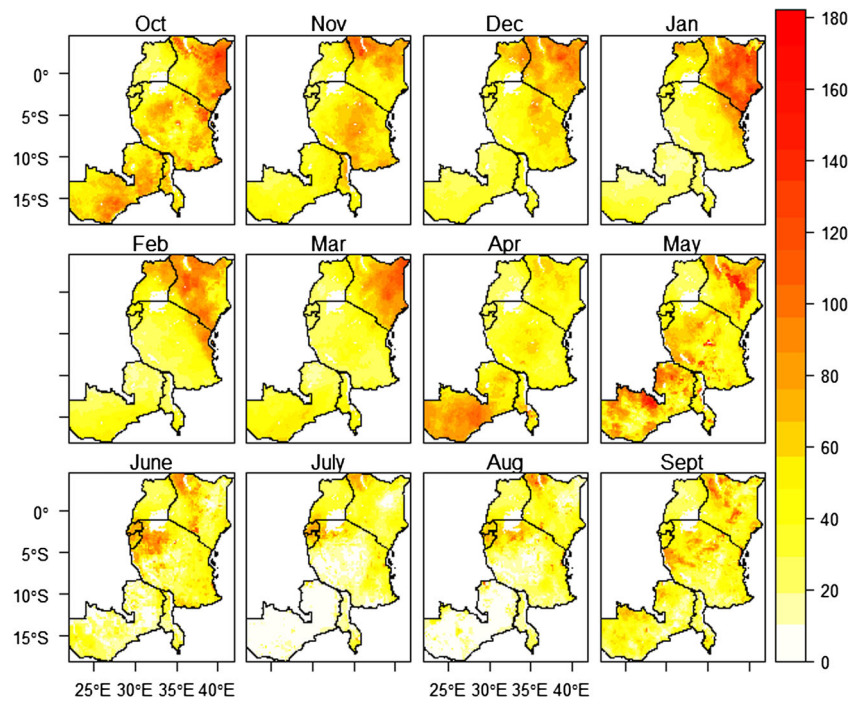 Oct Nov Dec Jan
0°
5°S
10°S
15°S
Feb Mar Apr May
June July Aug Sept
0°
5°S
10°S
15°S
25°E 30°E 35°E 40°E 25°E 30°E 35°E 40°E
180
160
140
120
100
80
60
40
20
0